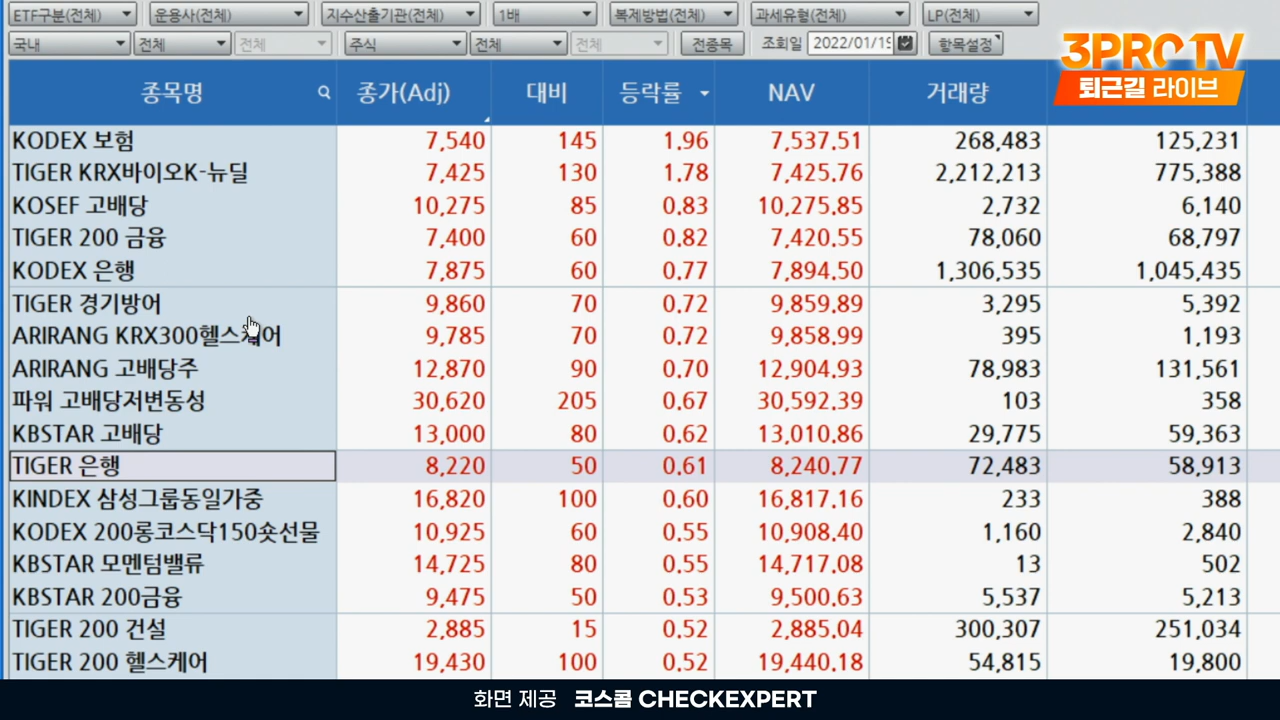 ETF구분(전체) 운용사(전체) 지수산출기관(전체) 1배 복제방법(전체) 과세유형(전체) LP(전체)
국내 전체 전체 주식 전체 전체 전종목 조회일 2022/01/19 항목설정
3PROTV
퇴근길 라이브
종목명 종가(Adj) 대비 등락률 NAV 거래량
KODEX 보험 7,540 145 1.96 7,537.51 268,483 125,231
TIGER KRX바이오K-뉴딜 7,425 130 1.78 7,425.76 2,212,213 775,388
KOSEF 고배당 10,275 85 0.83 10,275.85 2,732 6,140
TIGER 200 금융 7,400 60 0.82 7,420.55 78,060 68,797
KODEX 은행 7,875 60 0.77 7,894.50 1,306,535 1,045,435
TIGER 경기방어 9,860 70 0.72 9,859.89 3,295 5,392
ARIRANG KRX300헬스케어 9,785 70 0.72 9,858.99 395 1,193
ARIRANG 고배당주 12,870 90 0.70 12,904.93 78,983 131,561
파워 고배당저변동성 30,620 205 0.67 30,592.39 103 358
KBSTAR 고배당 13,000 80 0.62 13,010.86 29,775 59,363
TIGER 은행 8,220 50 0.61 8,240.77 72,483 58,913
KINDEX 삼성그룹동일가중 16,820 100 0.60 16,817.16 233 388
KODEX 200롱코스닥150숏선물 10,925 60 0.55 10,908.40 1,160 2,840
KBSTAR 모멘텀밸류 14,725 80 0.55 14,717.08 13 502
KBSTAR 200금융 9,475 50 0.53 9,500.63 5,537 5,213
TIGER 200 건설 2,885 15 0.52 2,885.04 300,307 251,034
TIGER 200 헬스케어 19,430 100 0.52 19,440.18 54,815 19,800
화면 제공 코스콤 CHECKEXPERT